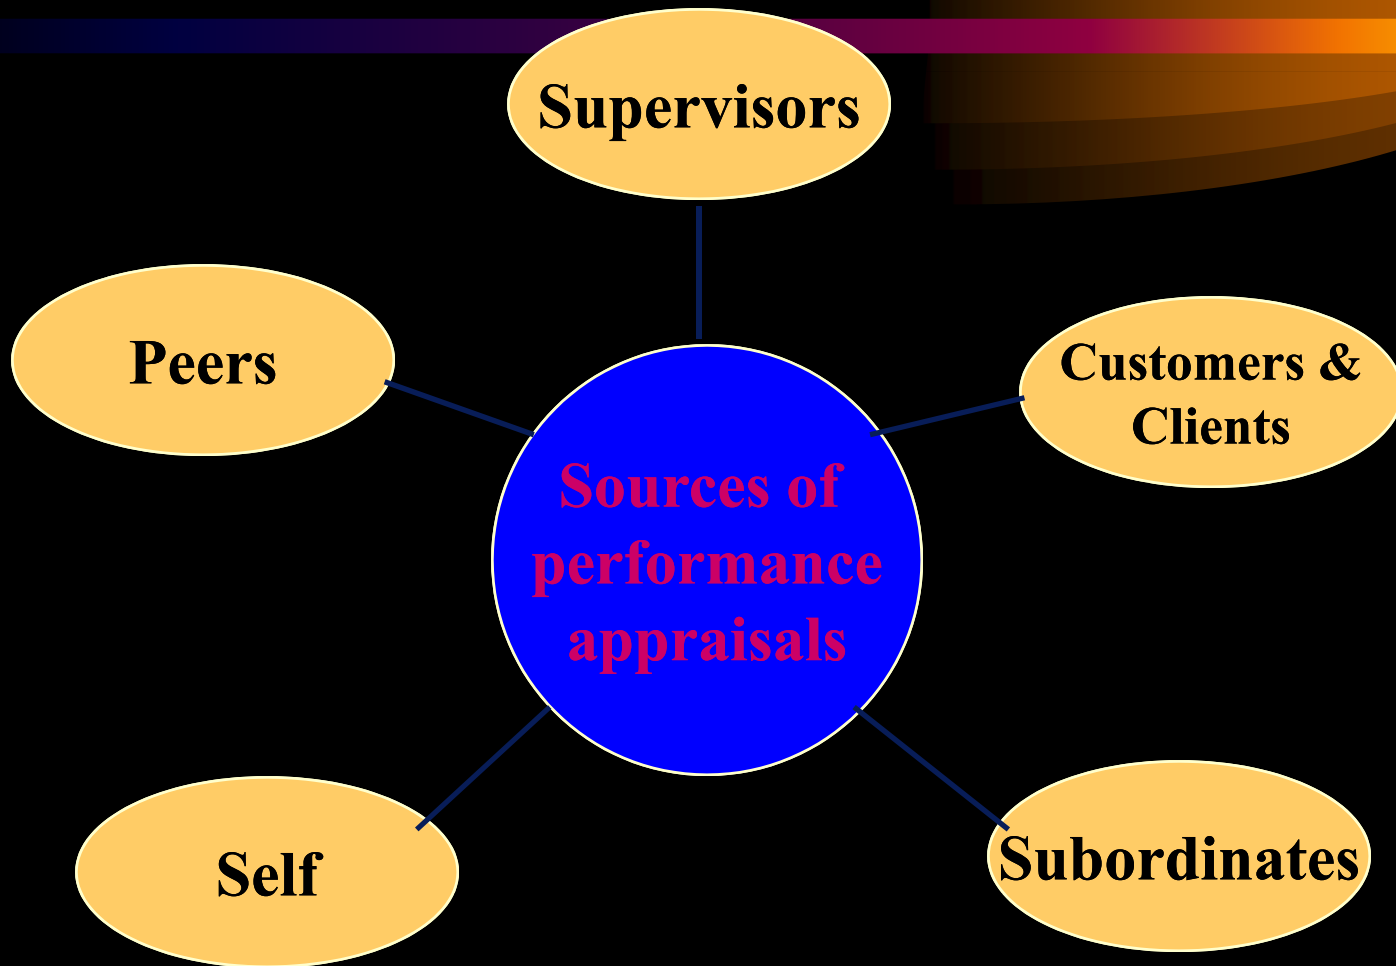 Supervisors
Peers
Customers &
Clients
Sources of
performance
appraisals
Self
Subordinates